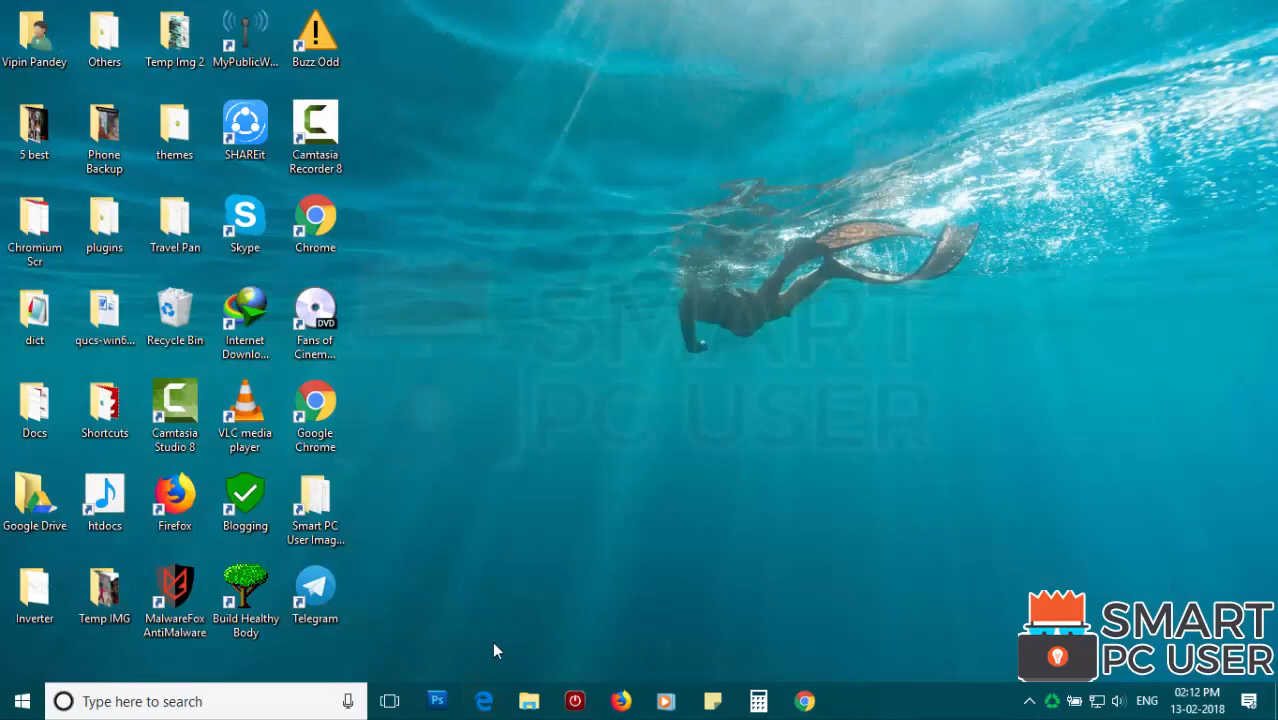 Vipin Pandey
Others
Temp Img 2
MyPublicW...
Buzz Odd
5 best
Phone
Backup
themes
SHAREit
Camtasia
Recorder 8
Chromium
Scr
plugins
Travel Pan
Skype
Chrome
dict
qucs-win6...
Recycle Bin
Internet
Downlo...
DVD
Fans of
Cinem...
Docs
Shortcuts
Camtasia
Studio 8
VLC media
player
Google
Chrome
Google Drive
htdocs
Firefox
Blogging
Smart PC
User Imag...
Inverter
Temp IMG
MalwareFox
AntiMalware
Build Healthy
Body
Telegram
SMART
PC USER
SMART
PC USER
Type here to search
Ps
ENG
02:12 PM
13-02-2018